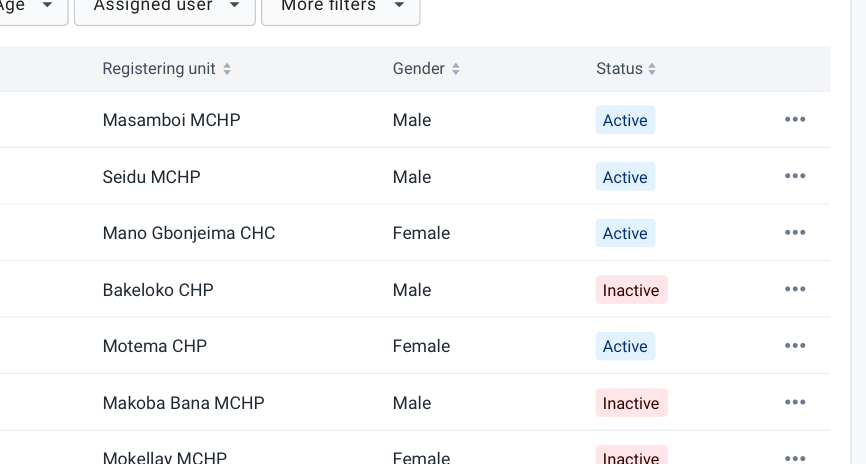 Age Assigned user More filters
Registering unit Gender Status
Masamboi MCHP Male Active
Seidu MCHP Male Active
Mano Gbonjeima CHC Female Active
Bakeloko CHP Male Inactive
Motema CHP Female Active
Makoba Bana MCHP Male Inactive
Mokellay MCHP Female Inactive